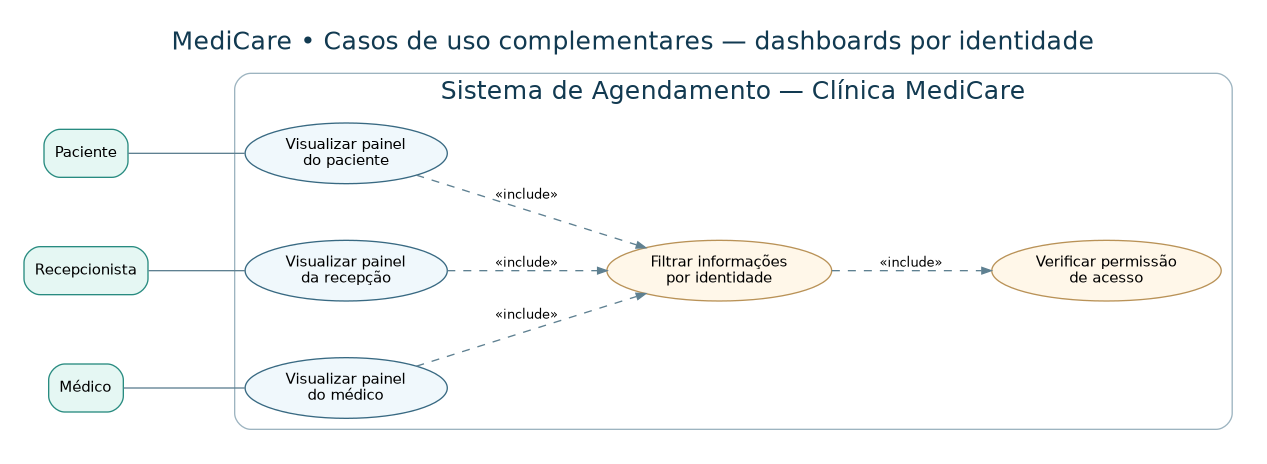 MediCare • Casos de uso complementares — dashboards por identidade
Sistema de Agendamento — Clínica MediCare
Paciente
Visualizar painel
do paciente
«include»
Recepcionista
Visualizar painel
da recepção
«include»
Filtrar informações
por identidade
«include»
Verificar permissão
de acesso
«include»
Médico
Visualizar painel
do médico